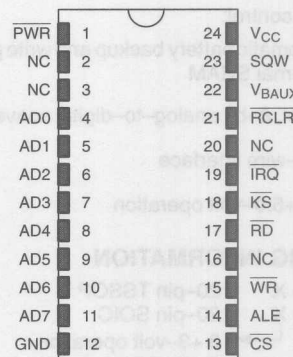 PWR 1 24 VCC
NC 2 23 SQW
NC 3 22 VBAUX
AD0 4 21 RCLR
AD1 5 20 NC
AD2 6 19 IRQ
AD3 7 18 KS
AD4 8 17 RD
AD5 9 16 NC
AD6 10 15 WR
AD7 11 14 ALE
GND 12 13 CS